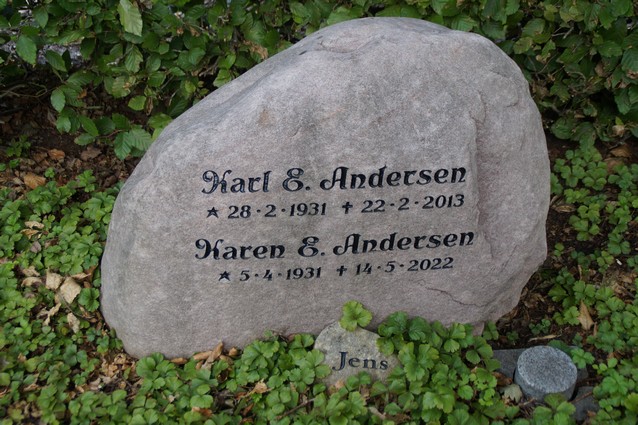 Karl E. Andersen
★ 28·2·1931 ✝ 22·2·2013
Karen E. Andersen
★ 5·4·1931 ✝ 14·5·2022
Jens